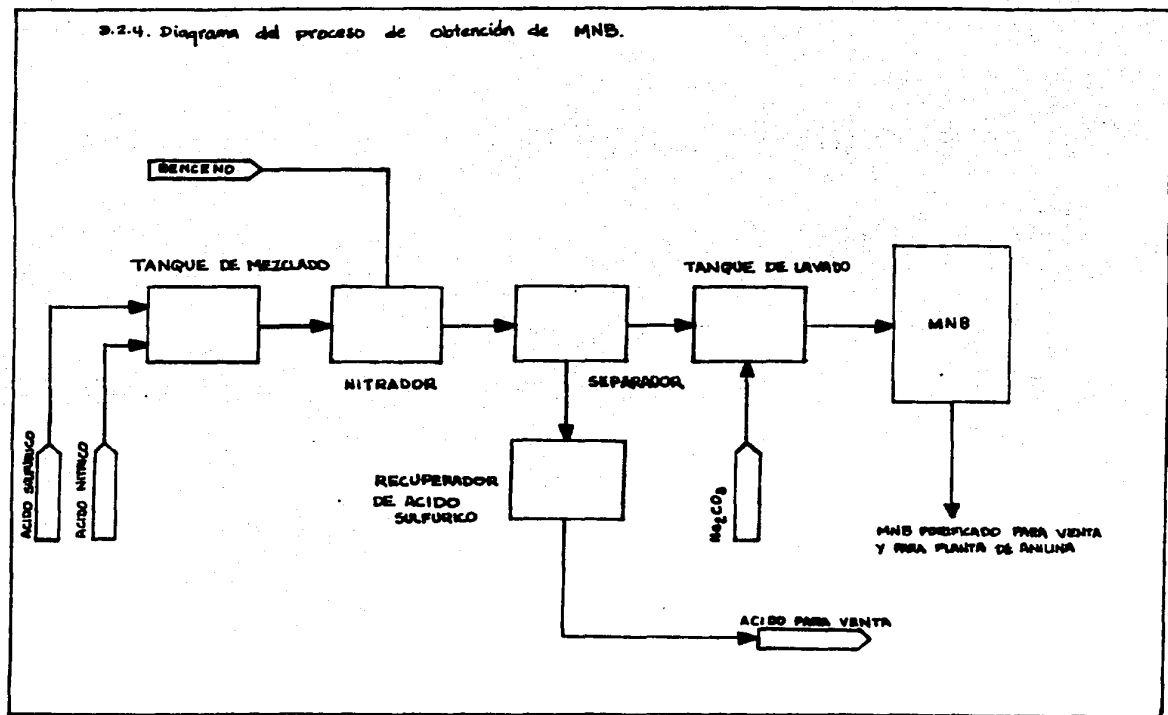 3.2.4. Diagrama del proceso de obtención de MNB.
BENCENO
TANQUE DE MEZCLADO
TANQUE DE LAVADO
MNB
NITRADOR
SEPARADOR
ACIDO SULFURICO
ACIDO NITRICO
RECUPERADOR
DE ACIDO
SULFURICO
Na2CO3
MNB PURIFICADO PARA VENTA
Y PARA PLANTA DE ANILINA
ACIDO PARA VENTA